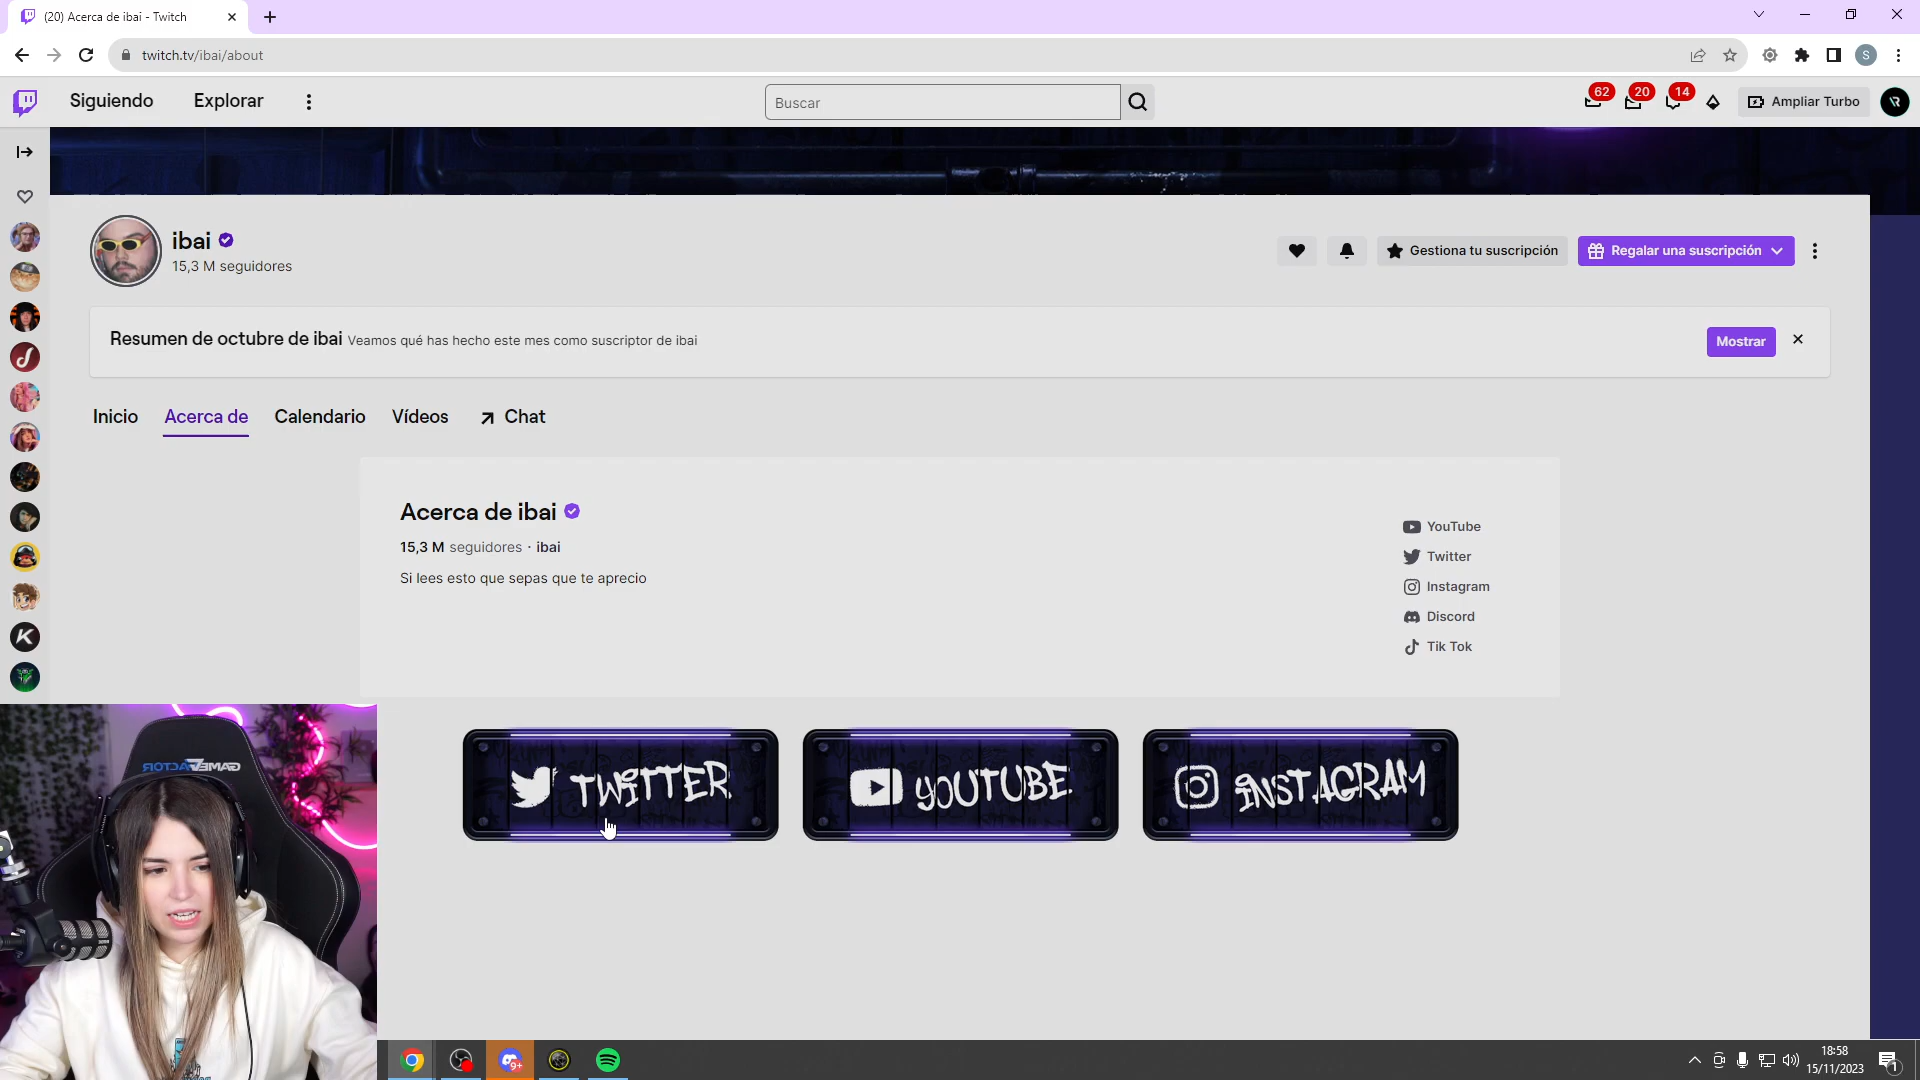 (20) Acerca de ibai - Twitch
twitch.tv/ibai/about
S
Siguiendo
Explorar
Buscar
62
20
14
Ampliar Turbo
ibai
15,3 M seguidores
Gestiona tu suscripción
Regalar una suscripción
Resumen de octubre de ibai Veamos qué has hecho este mes como suscriptor de ibai
Mostrar
Inicio
Acerca de
Calendario
Vídeos
Chat
Acerca de ibai
15,3 M seguidores · ibai
Si lees esto que sepas que te aprecio
YouTube
Twitter
Instagram
Discord
Tik Tok
K
TWITTER
YOUTUBE
INSTAGRAM
9+
18:58
15/11/2023
1